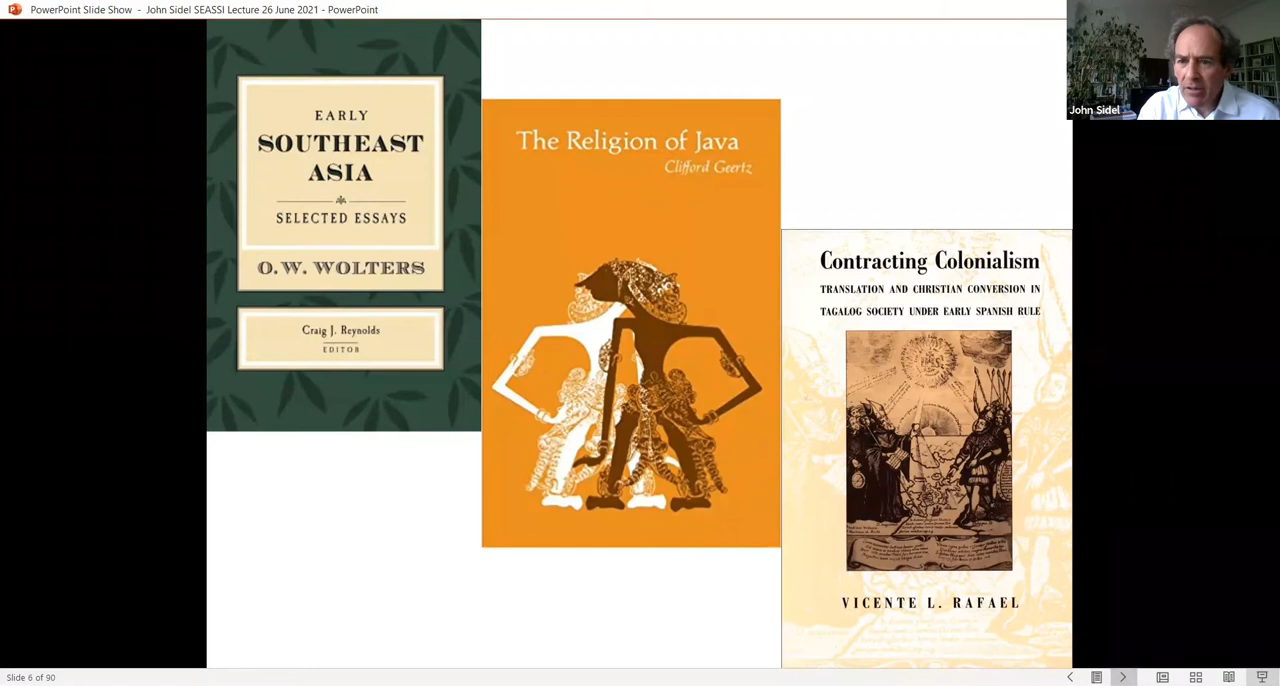 PowerPoint Slide Show - John Sidel SEASSI Lecture 26 June 2021 - PowerPoint
John Sidel
EARLY
SOUTHEAST
ASIA
SELECTED ESSAYS
O. W. WOLTERS
Craig J. Reynolds
EDITOR
The Religion of Java
Clifford Geertz
Contracting Colonialism
TRANSLATION AND CHRISTIAN CONVERSION IN
TAGALOG SOCIETY UNDER EARLY SPANISH RULE
VICENTE L. RAFAEL
Slide 6 of 90